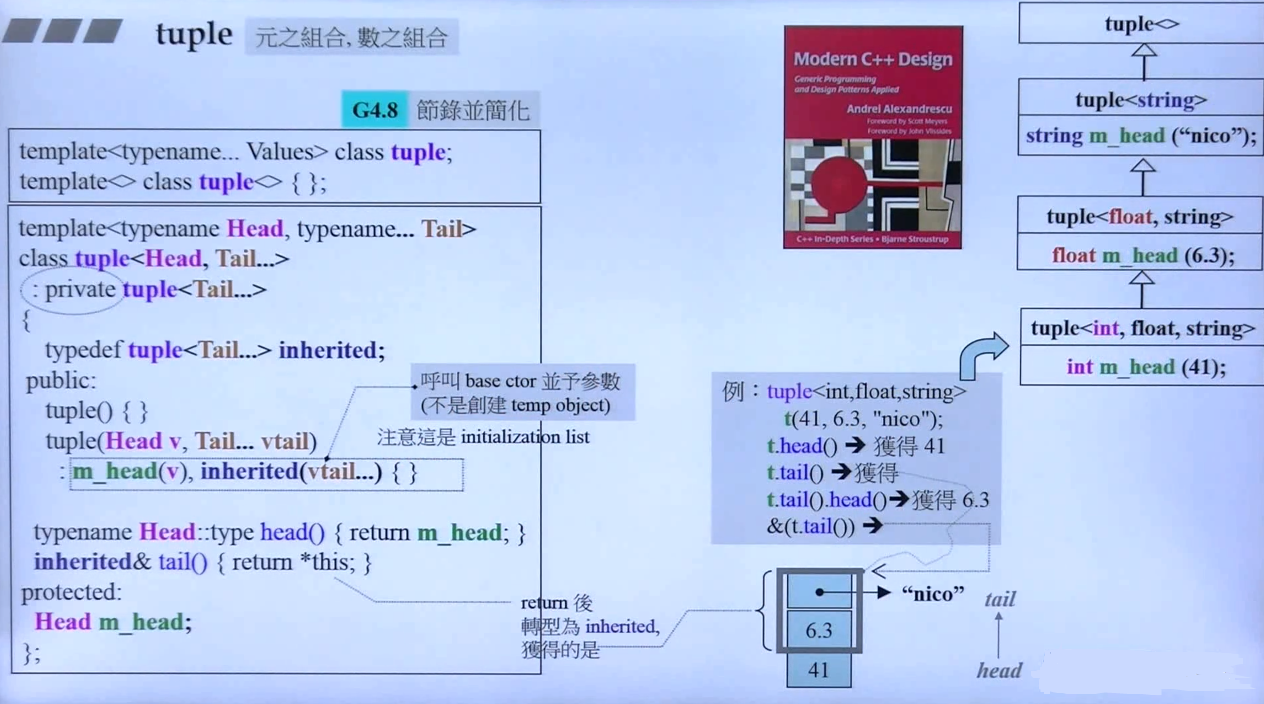 tuple 元之組合, 數之組合
G4.8 節錄並簡化
template<typename... Values> class tuple;
template<> class tuple<> { };
template<typename Head, typename... Tail>
class tuple<Head, Tail...>
: private tuple<Tail...>
{
typedef tuple<Tail...> inherited;
public:
tuple() { }
tuple(Head v, Tail... vtail)
: m_head(v), inherited(vtail...) { }
typename Head::type head() { return m_head; }
inherited& tail() { return *this; }
protected:
Head m_head;
};
呼叫 base ctor 並予參數
(不是創建 temp object)
注意這是 initialization list
return 後
轉型為 inherited,
獲得的是
Modern C++ Design
Generic Programming
and Design Patterns Applied
Andrei Alexandrescu
Foreword by Scott Meyers
Foreword by John Vlissides
C++ In-Depth Series • Bjarne Stroustrup
例：tuple<int,float,string>
t(41, 6.3, "nico");
t.head() ➔ 獲得 41
t.tail() ➔獲得
t.tail().head()➔獲得 6.3
&(t.tail()) ➔
“nico”
6.3
41
tail
head
tuple<>
tuple<string>
string m_head (“nico”);
tuple<float, string>
float m_head (6.3);
tuple<int, float, string>
int m_head (41);